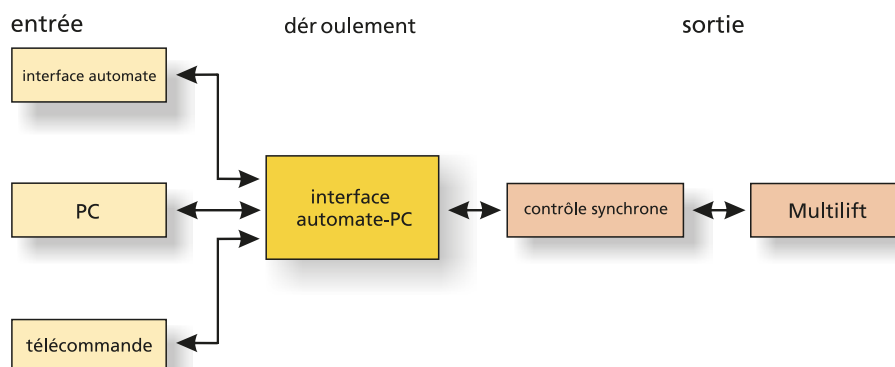 entrée
dér oulement
sortie
interface automate
PC
interface
automate-PC
contrôle synchrone
Multilift
télécommande